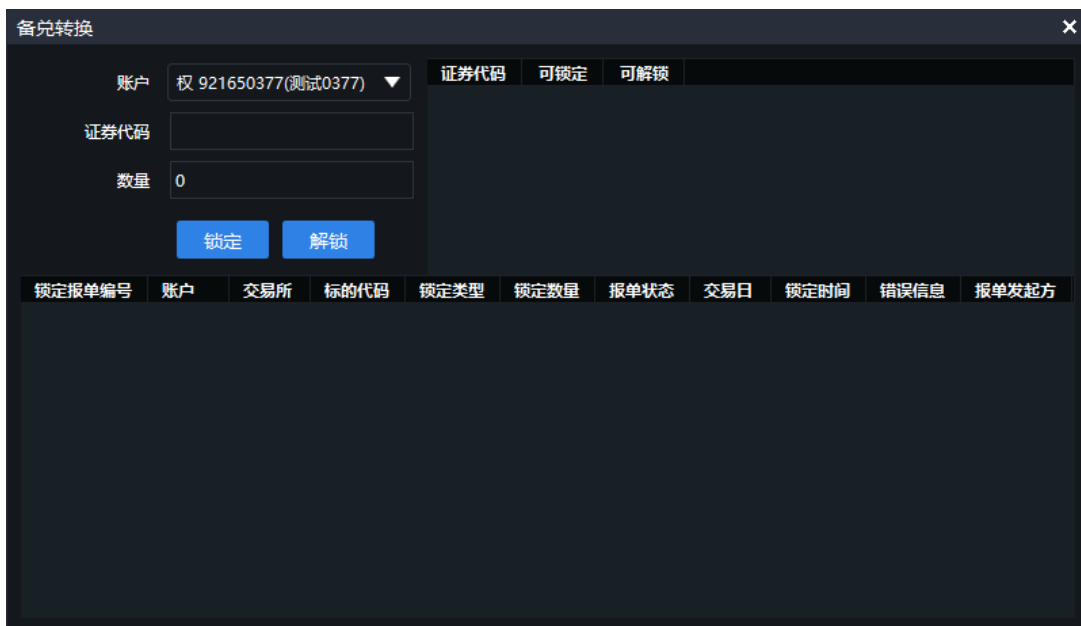 备兑转换
账户 权 921650377(测试0377)
证券代码
数量 0
锁定 解锁
证券代码 可锁定 可解锁
锁定报单编号 账户 交易所 标的代码 锁定类型 锁定数量 报单状态 交易日 锁定时间 错误信息 报单发起方